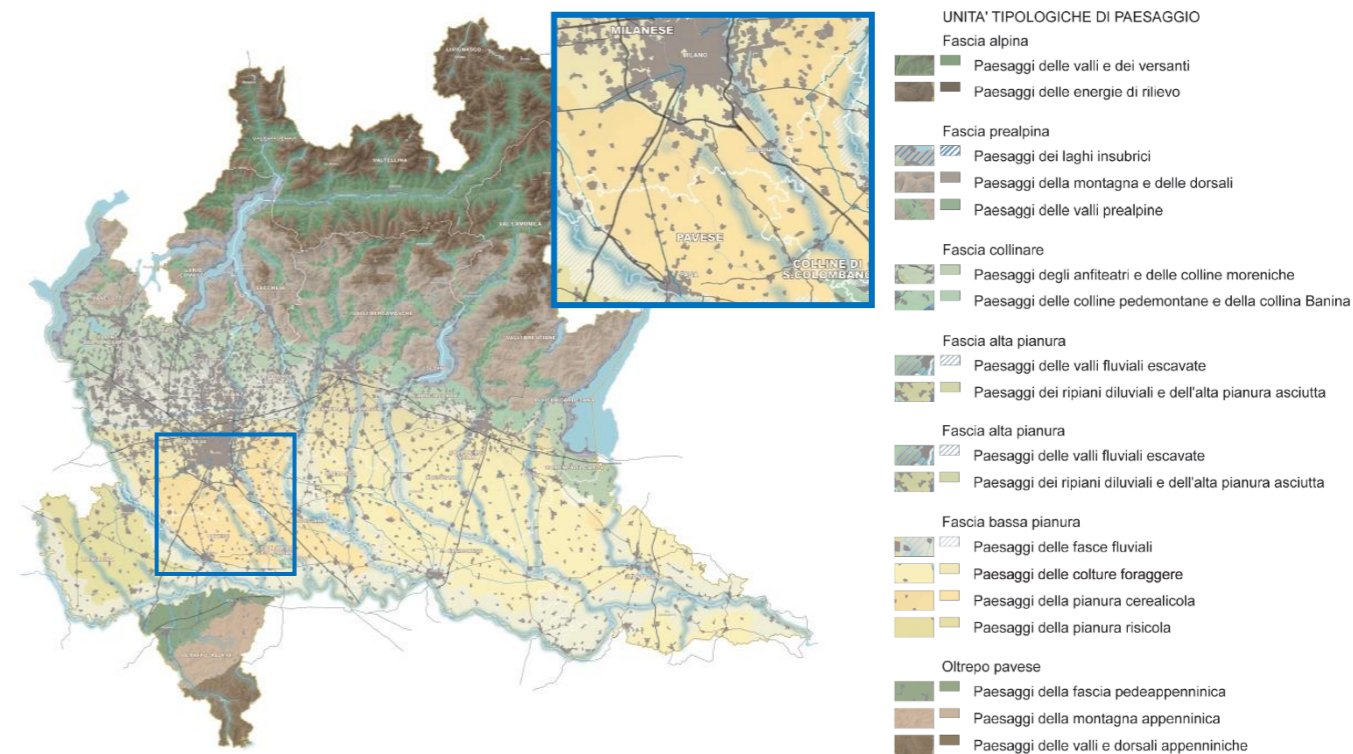 UNITA' TIPOLOGICHE DI PAESAGGIO
Fascia alpina
Paesaggi delle valli e dei versanti
Paesaggi delle energie di rilievo
Fascia prealpina
Paesaggi dei laghi insubrici
Paesaggi della montagna e delle dorsali
Paesaggi delle valli prealpine
Fascia collinare
Paesaggi degli anfiteatri e delle colline moreniche
Paesaggi delle colline pedemontane e della collina Banina
Fascia alta pianura
Paesaggi delle valli fluviali escavate
Paesaggi dei ripiani diluviali e dell'alta pianura asciutta
Fascia alta pianura
Paesaggi delle valli fluviali escavate
Paesaggi dei ripiani diluviali e dell'alta pianura asciutta
Fascia bassa pianura
Paesaggi delle fasce fluviali
Paesaggi delle colture foraggere
Paesaggi della pianura cerealicola
Paesaggi della pianura risicola
Oltrepo pavese
Paesaggi della fascia pedeappenninica
Paesaggi della montagna appenninica
Paesaggi delle valli e dorsali appenniniche
MILANESE
MILANO
PAVESE
COLLINE DI
S.COLOMBANE
VALTELLINA
VAL CAMONICA